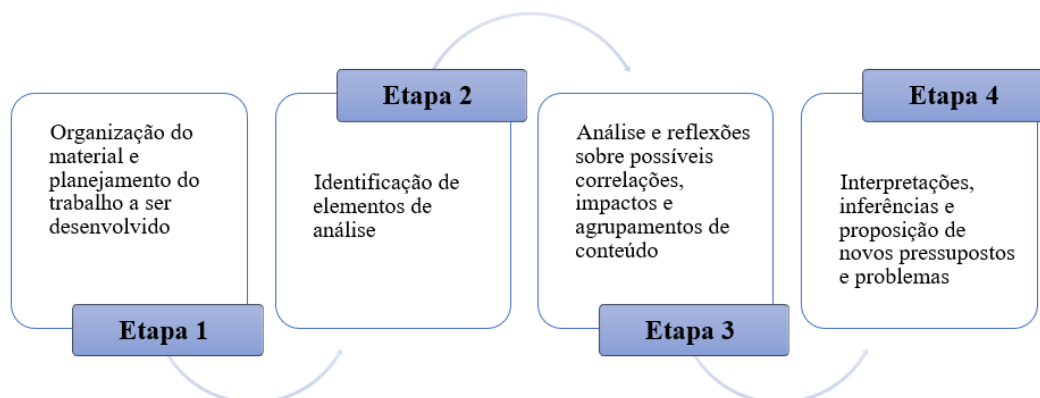 Organização do
material e
planejamento do
trabalho a ser
desenvolvido
Etapa 1
Etapa 2
Identificação de
elementos de
análise
Análise e reflexões
sobre possíveis
correlações,
impactos e
agrupamentos de
conteúdo
Etapa 3
Etapa 4
Interpretações,
inferências e
proposição de
novos pressupostos
e problemas